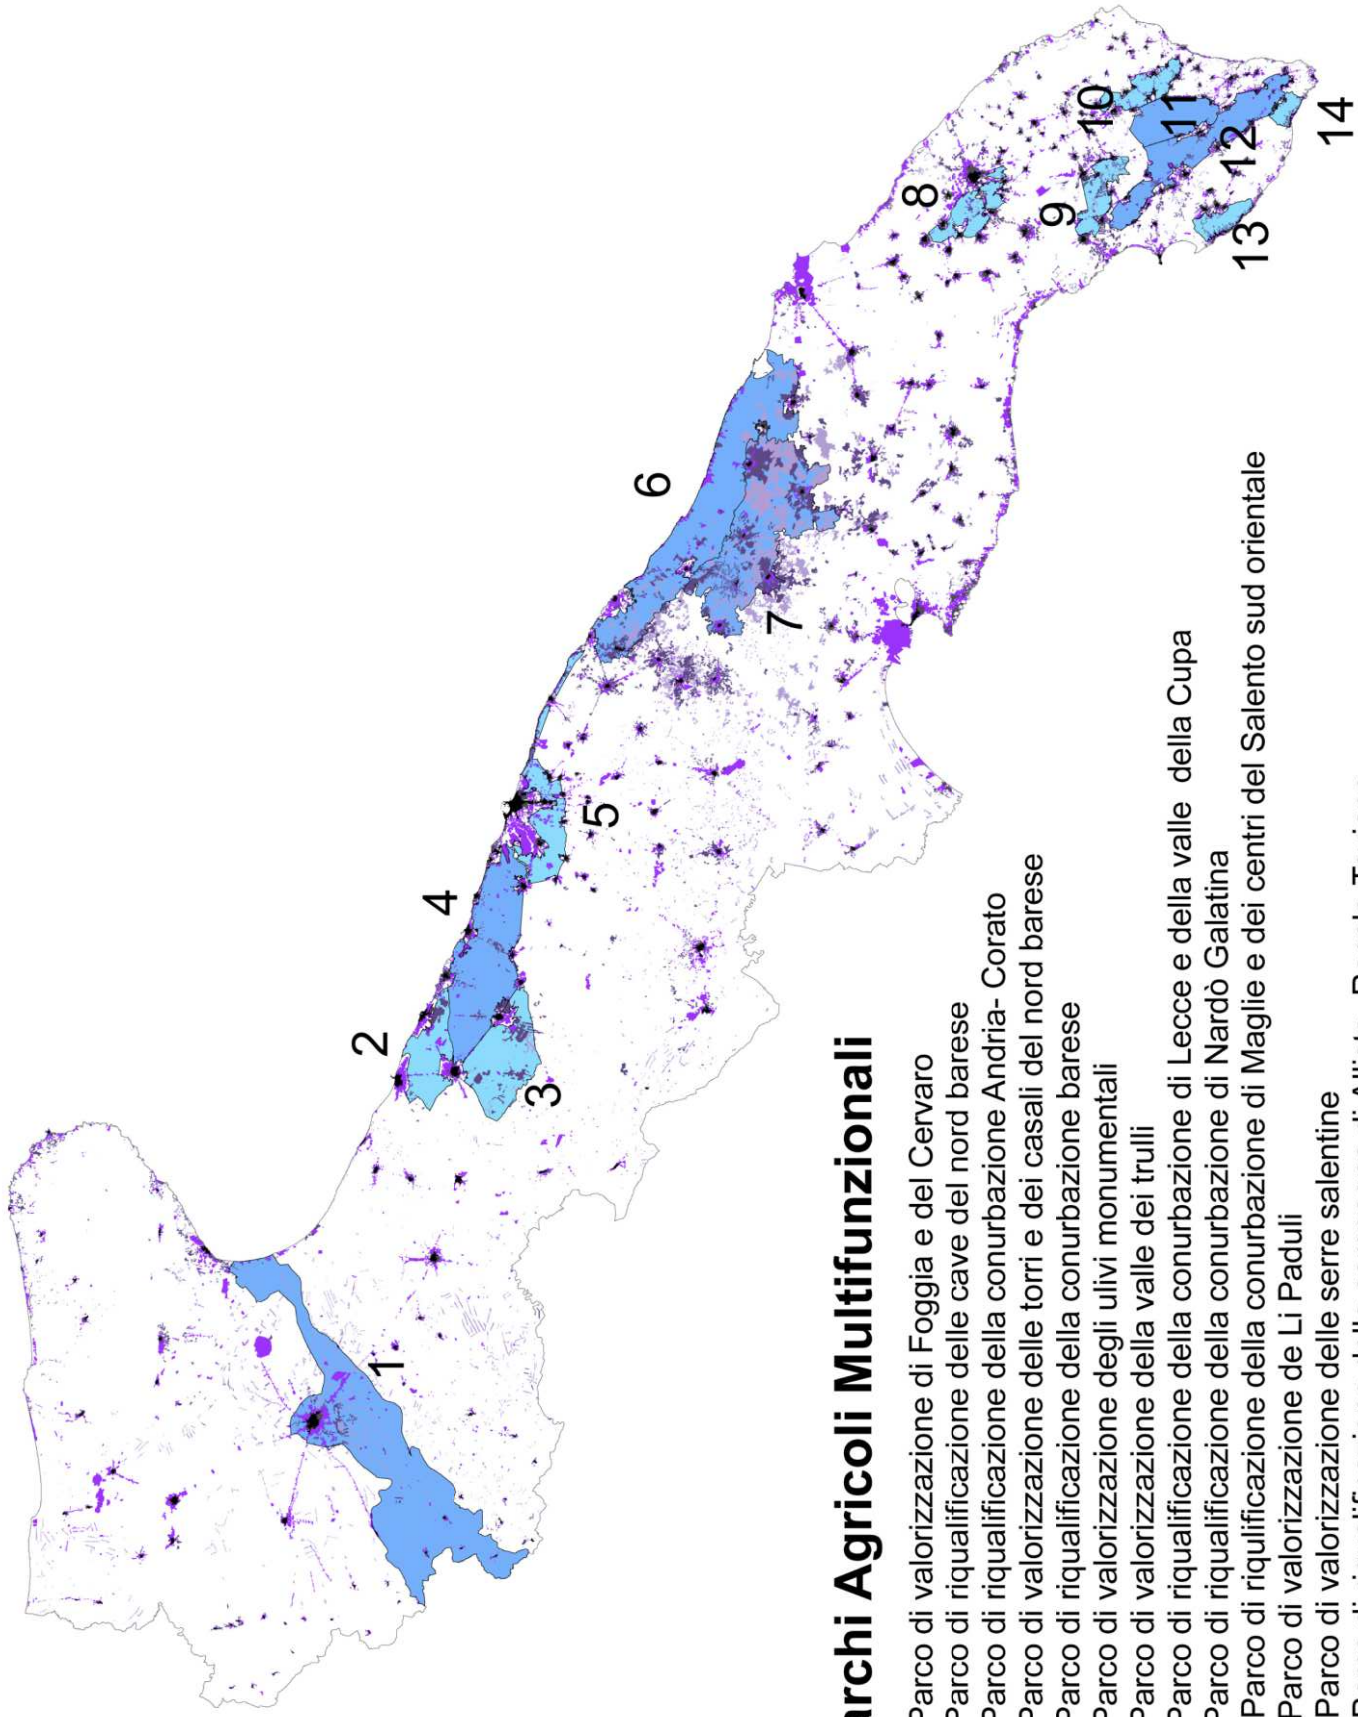 1
2
3
4
5
6
7
8
9
10
11
12
13
14
archi Agricoli Multifunzionali
Parco di valorizzazione di Foggia e del Cervaro
Parco di riqualificazione delle cave del nord barese
Parco di riqualificazione della conurbazione Andria- Corato
Parco di valorizzazione delle torri e dei casali del nord barese
Parco di riqualificazione della conurbazione barese
Parco di valorizzazione degli ulivi monumentali
Parco di valorizzazione della valle dei trulli
Parco di riqualificazione della conurbazione di Lecce e della valle della Cupa
Parco di riqualificazione della conurbazione di Nardò Galatina
Parco di riqulificazione della conurbazione di Maglie e dei centri del Salento sud orientale
Parco di valorizzazione de Li Paduli
Parco di valorizzazione delle serre salentine